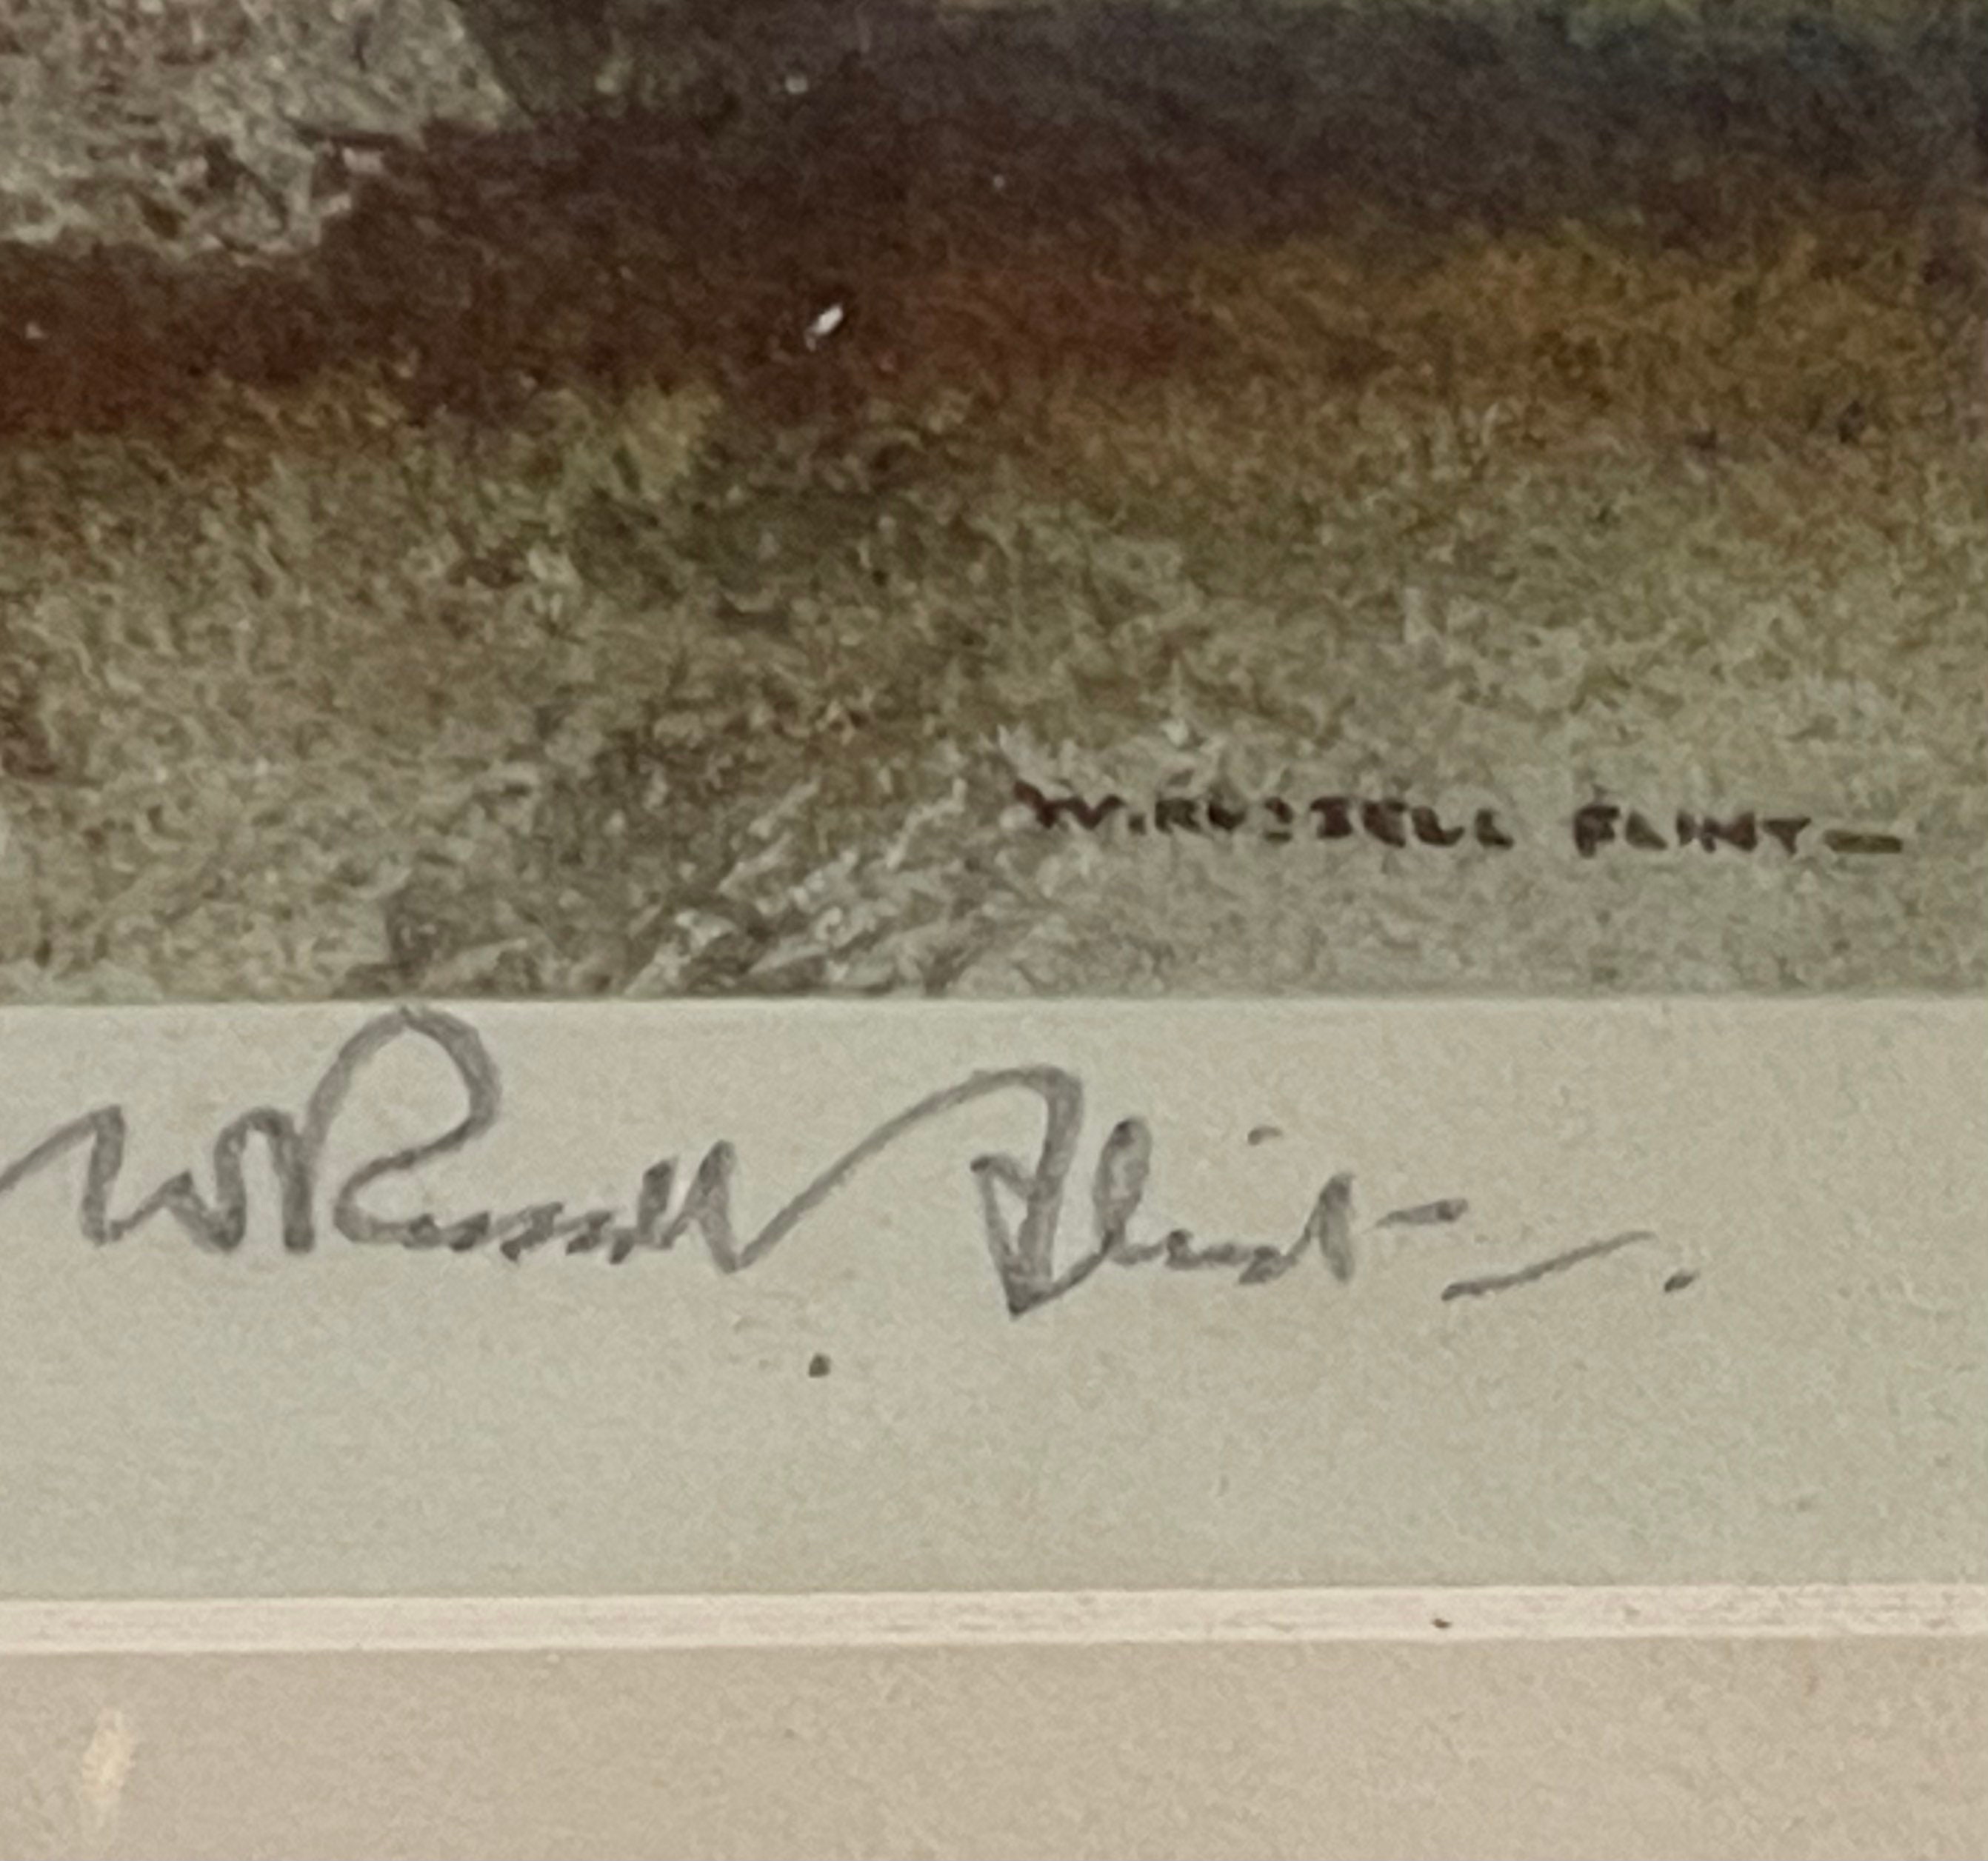 W.RUSSELL FLINT—
W Russell Flint — .